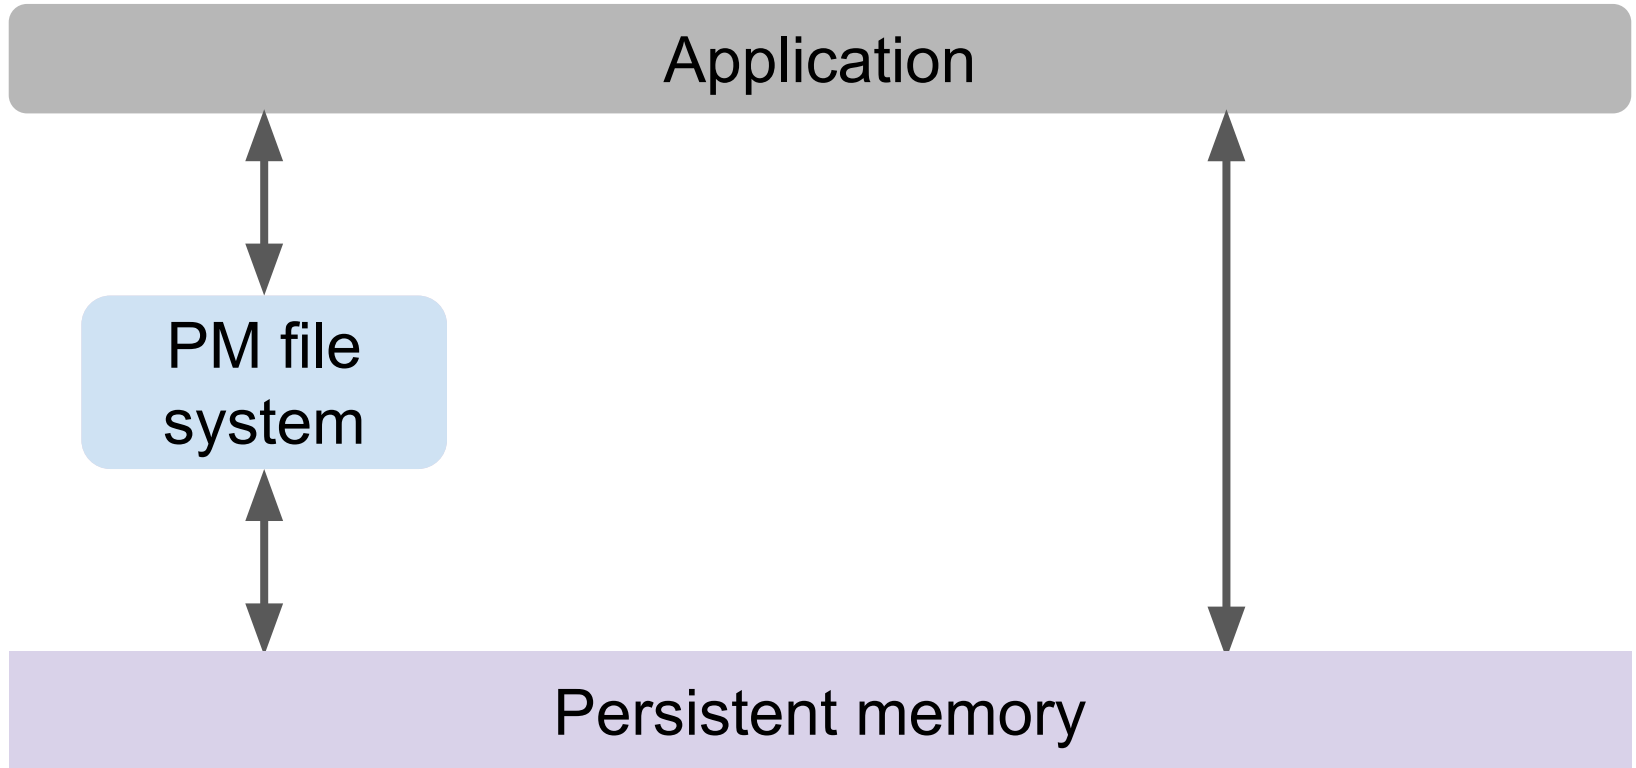 Application
PM file
system
Persistent memory